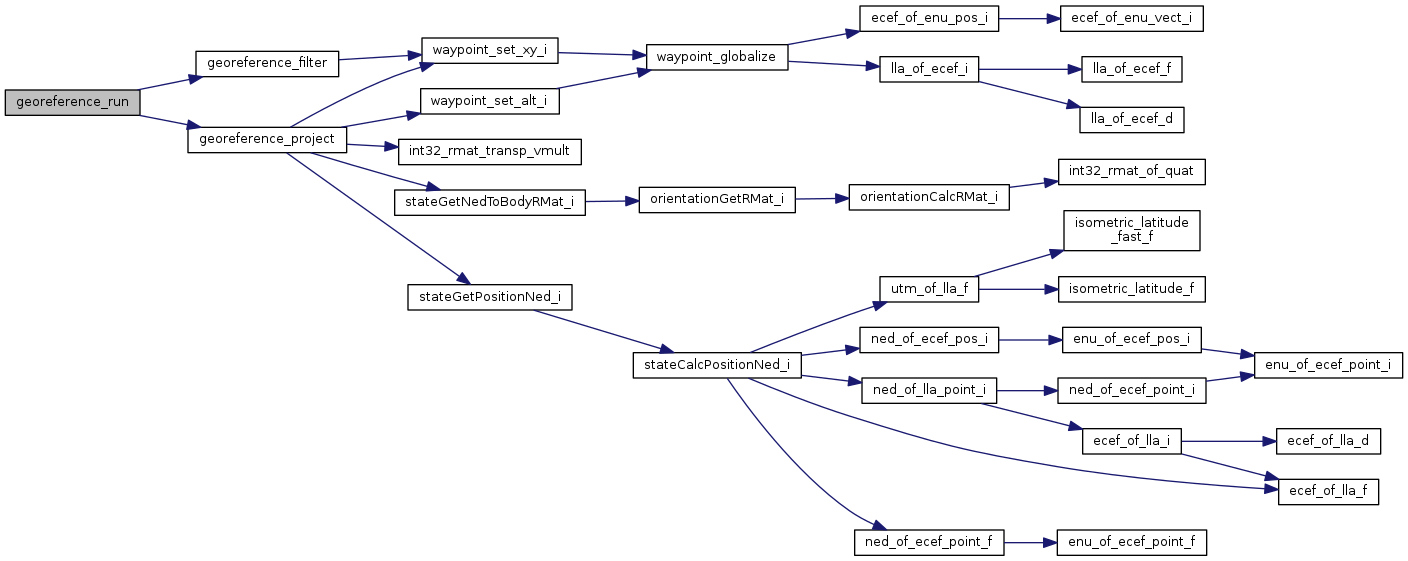 georeference_run
georeference_filter
georeference_project
waypoint_set_xy_i
waypoint_set_alt_i
int32_rmat_transp_vmult
stateGetNedToBodyRMat_i
stateGetPositionNed_i
waypoint_globalize
orientationGetRMat_i
stateCalcPositionNed_i
ecef_of_enu_pos_i
lla_of_ecef_i
orientationCalcRMat_i
utm_of_lla_f
ned_of_ecef_pos_i
ned_of_lla_point_i
ned_of_ecef_point_f
ecef_of_enu_vect_i
lla_of_ecef_f
lla_of_ecef_d
int32_rmat_of_quat
isometric_latitude
_fast_f
isometric_latitude_f
enu_of_ecef_pos_i
ned_of_ecef_point_i
ecef_of_lla_i
enu_of_ecef_point_f
enu_of_ecef_point_i
ecef_of_lla_d
ecef_of_lla_f